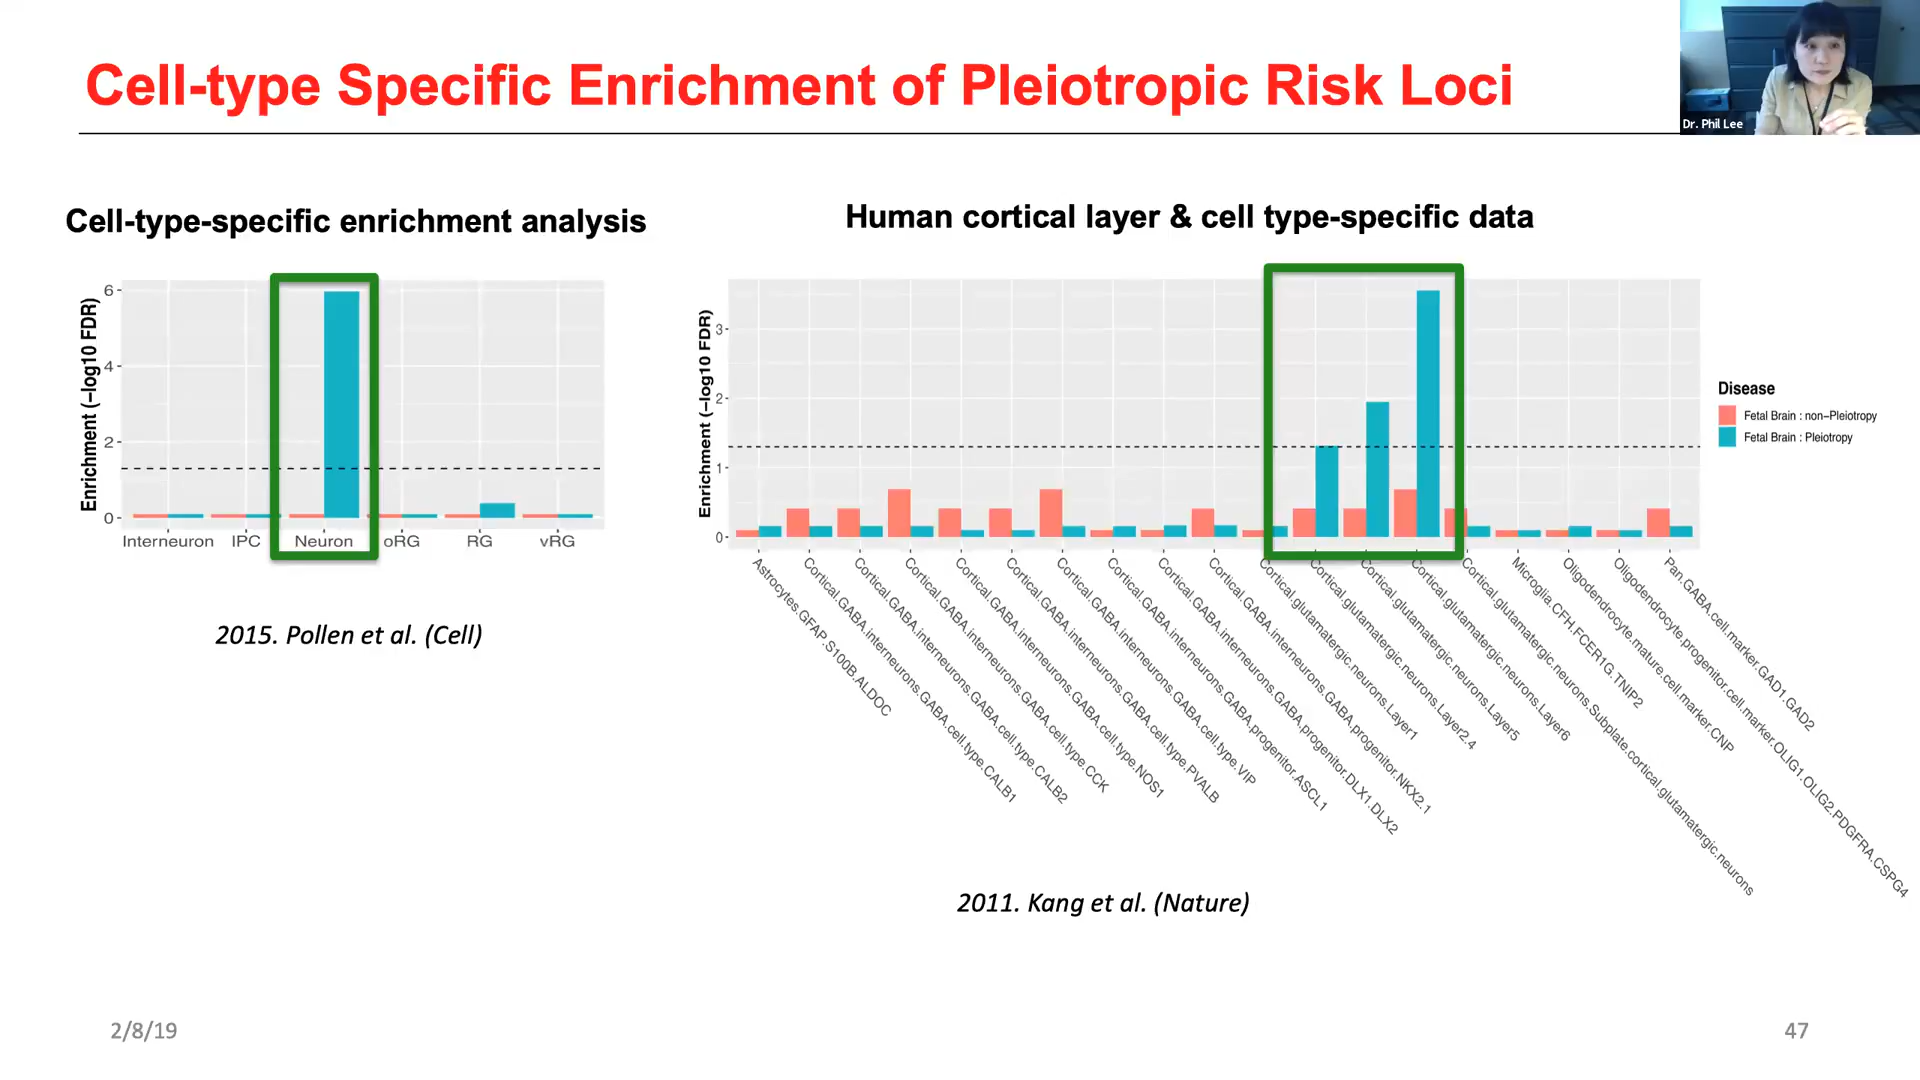 Cell-type Specific Enrichment of Pleiotropic Risk Loci
Dr. Phil Lee
Cell-type-specific enrichment analysis
Enrichment (−log10 FDR)
6
4
2
0
Interneuron IPC Neuron oRG RG vRG
2015. Pollen et al. (Cell)
Human cortical layer & cell type-specific data
Enrichment (−log10 FDR)
3
2
1
0
Astrocytes.GFAP.S100B.ALDOC
Cortical.GABA.interneurons.GABA.cell.type.CALB1
Cortical.GABA.interneurons.GABA.cell.type.CALB2
Cortical.GABA.interneurons.GABA.cell.type.CCK
Cortical.GABA.interneurons.GABA.cell.type.NOS1
Cortical.GABA.interneurons.GABA.cell.type.PVALB
Cortical.GABA.interneurons.GABA.cell.type.VIP
Cortical.GABA.interneurons.GABA.progenitor.ASCL1
Cortical.GABA.interneurons.GABA.progenitor.DLX1.DLX2
Cortical.GABA.interneurons.GABA.progenitor.NKX2.1
Cortical.glutamatergic.neurons.Layer1
Cortical.glutamatergic.neurons.Layer2.4
Cortical.glutamatergic.neurons.Layer5
Cortical.glutamatergic.neurons.Layer6
Cortical.glutamatergic.neurons.Subplate.cortical.glutamatergic.neurons
Microglia.CFH.FCER1G.TNIP2
Oligodendrocyte.mature.cell.marker.CNP
Oligodendrocyte.progenitor.cell.marker.OLIG1.OLIG2.PDGFRA.CSPG4
Pan.GABA.cell.marker.GAD1.GAD2
Disease
Fetal Brain : non−Pleiotropy
Fetal Brain : Pleiotropy
2011. Kang et al. (Nature)
2/8/19
47